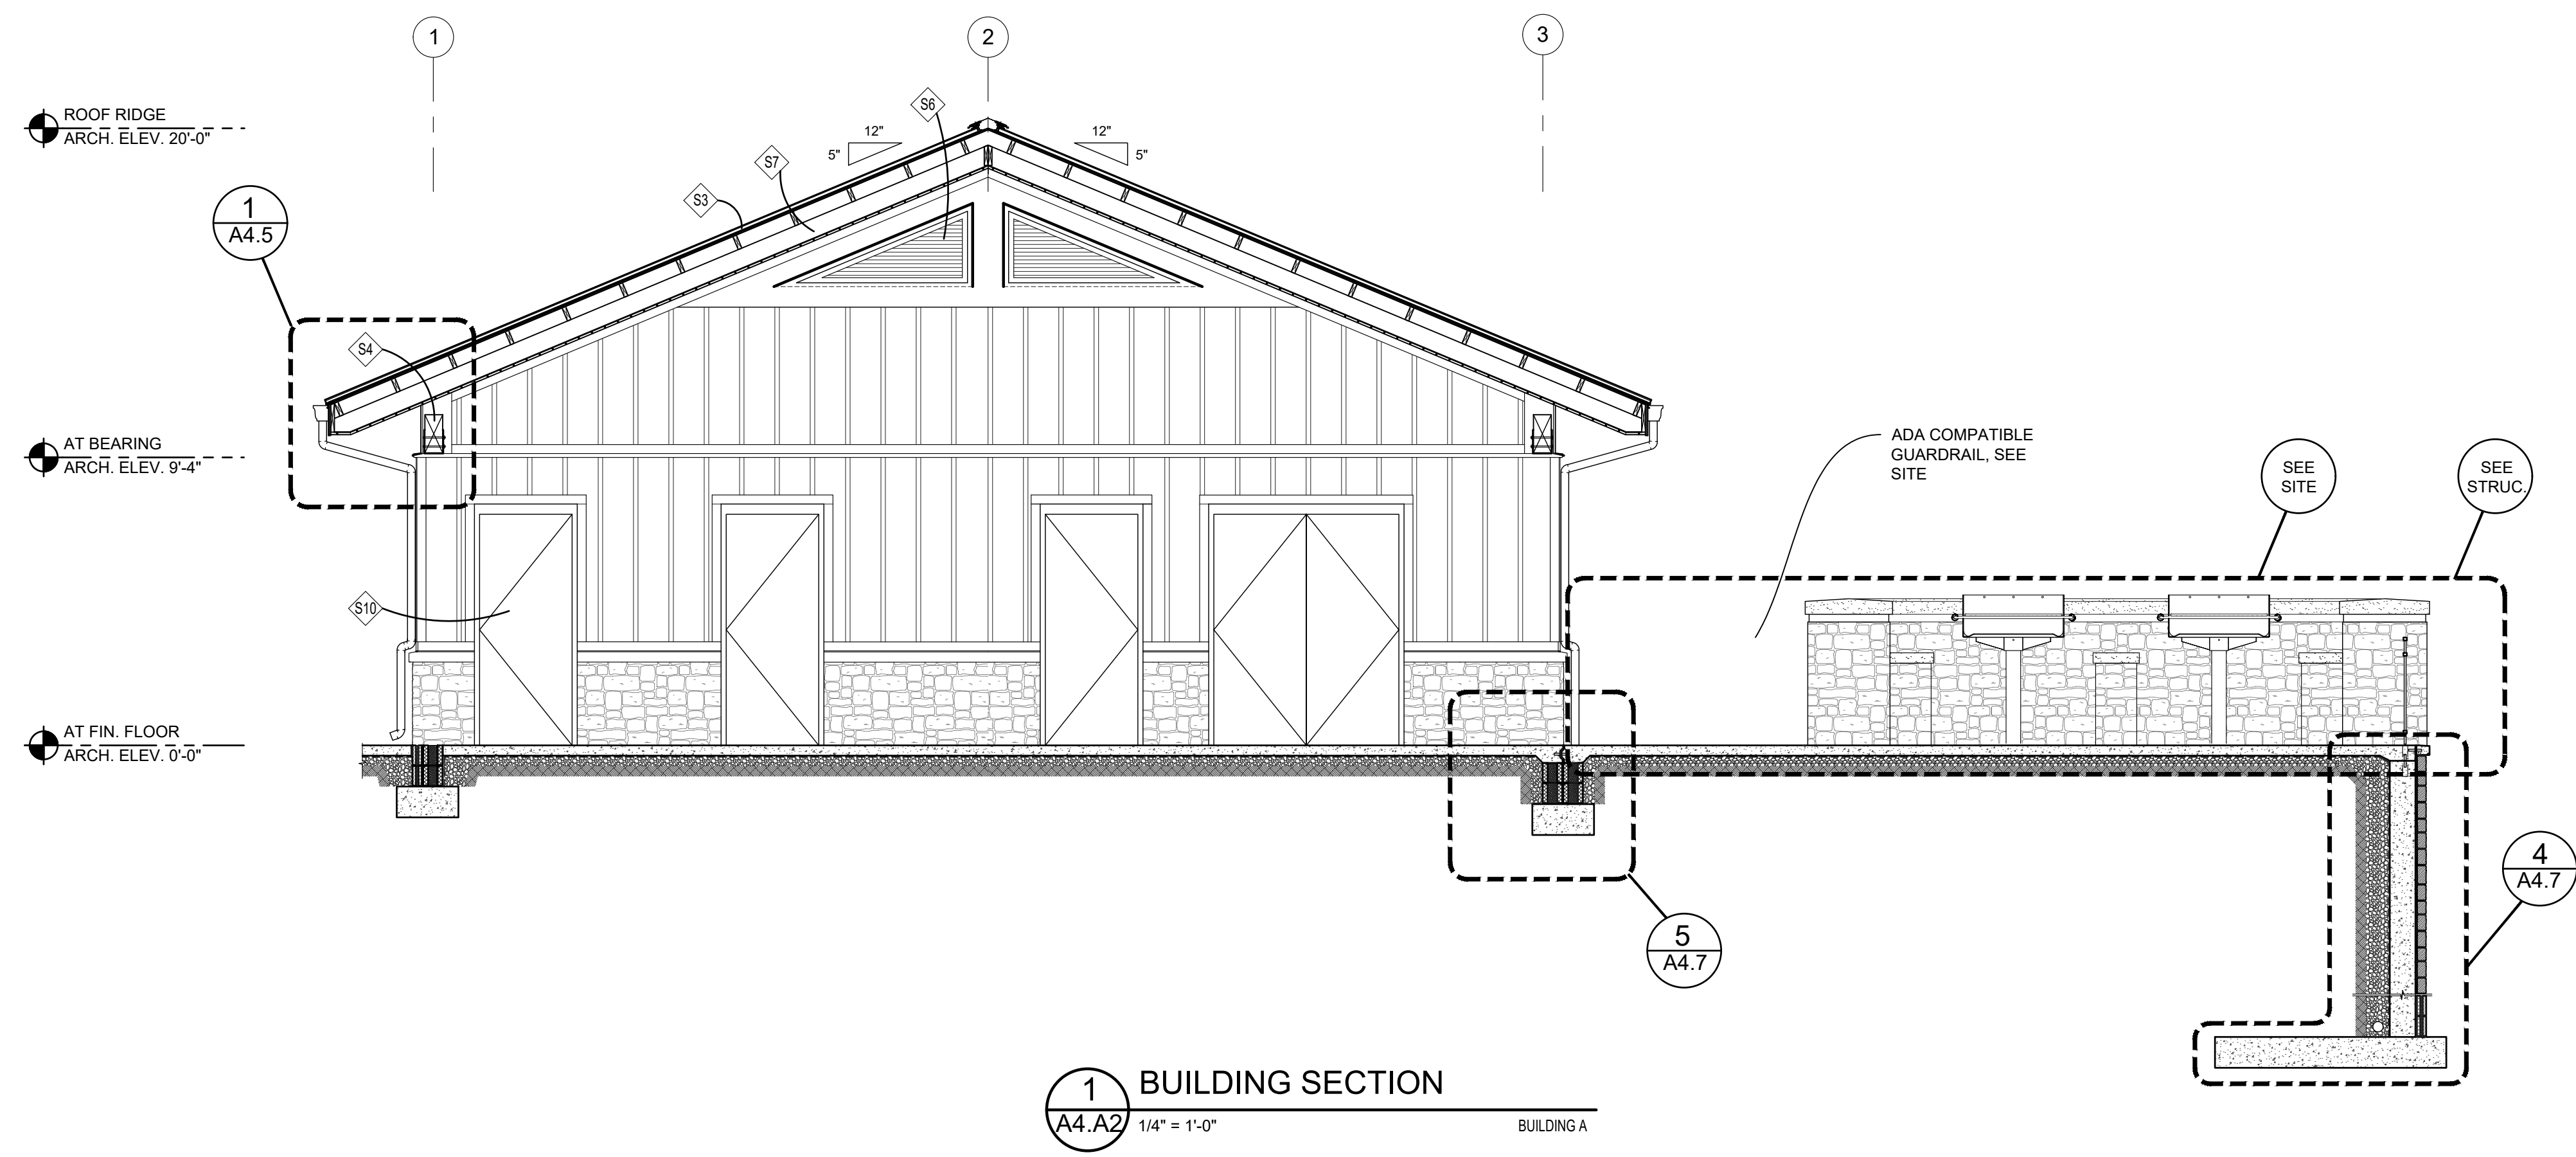 1
2
3
ROOF RIDGE
ARCH. ELEV. 20'-0"
S6
12"
5"
12"
5"
S7
S3
1
A4.5
S4
AT BEARING
ARCH. ELEV. 9'-4"
ADA COMPATIBLE
GUARDRAIL, SEE
SITE
SEE
SITE
SEE
STRUC.
S10
AT FIN. FLOOR
ARCH. ELEV. 0'-0"
4
A4.7
5
A4.7
1
A4.A2
BUILDING SECTION
1/4" = 1'-0"
BUILDING A